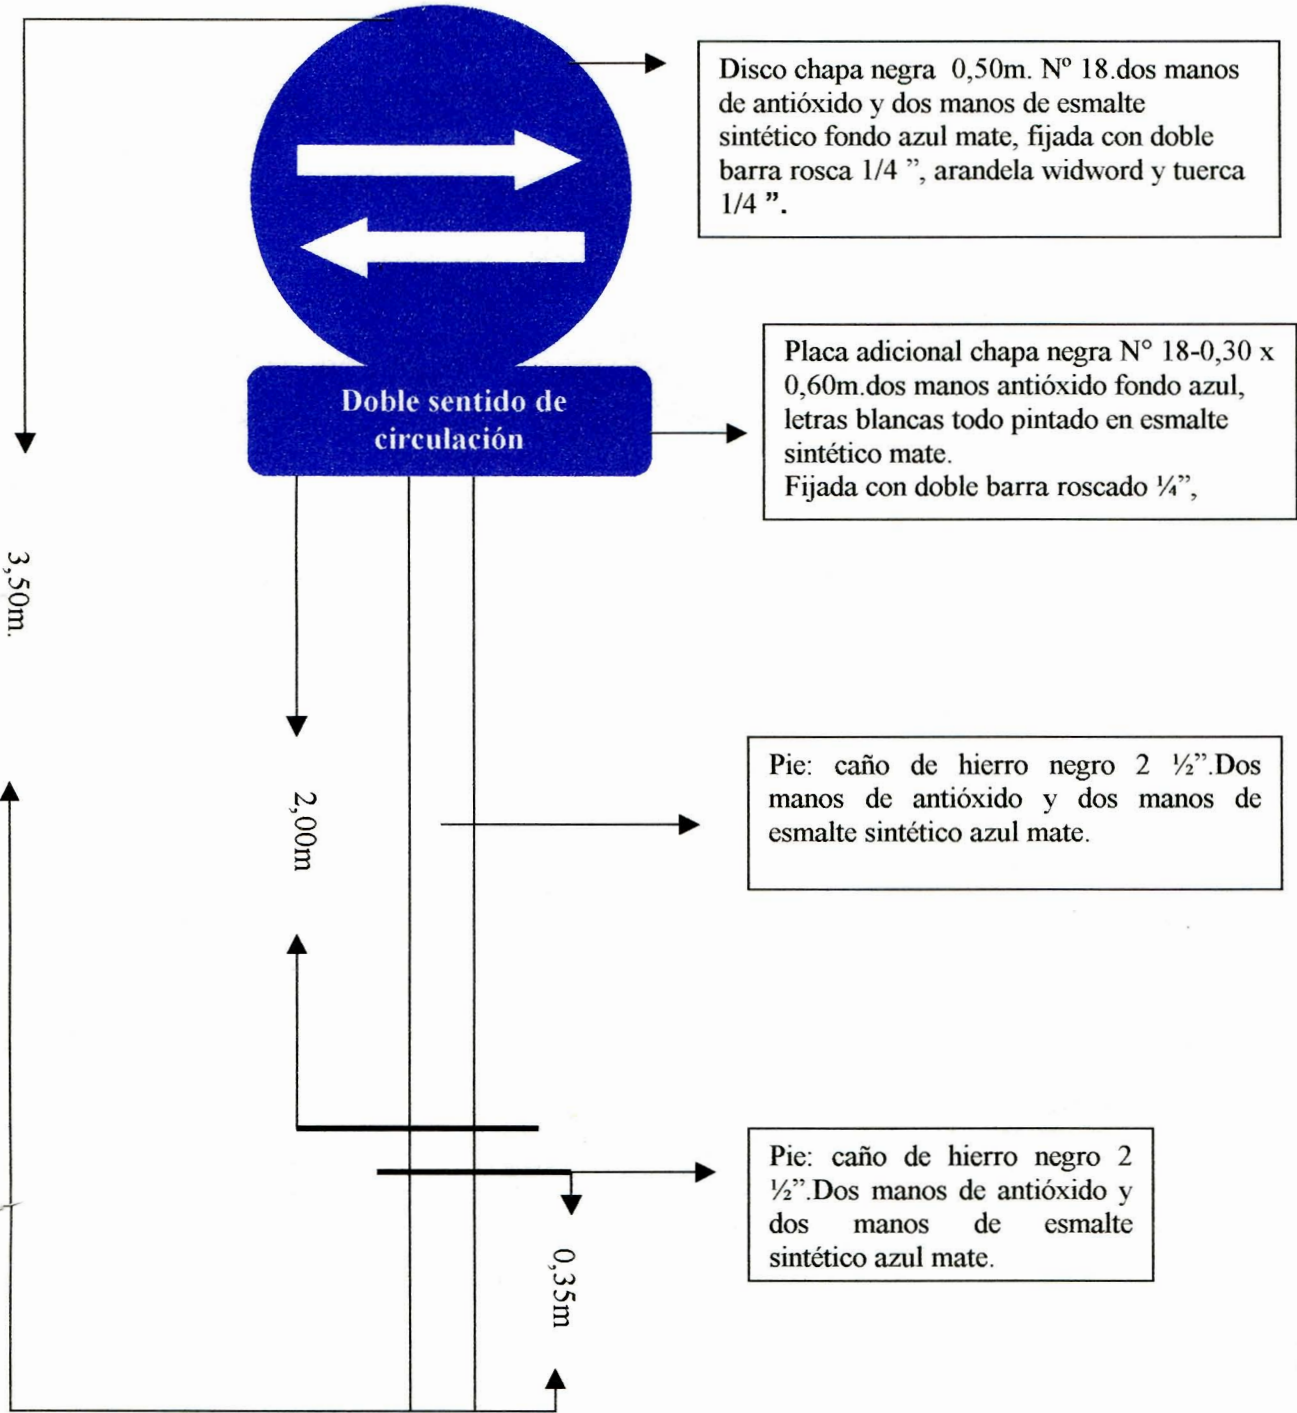 Disco chapa negra 0,50m. Nº 18.dos manos
de antióxido y dos manos de esmalte
sintético fondo azul mate, fijada con doble
barra rosca 1/4 ”, arandela widword y tuerca
1/4 ”.
Doble sentido de
circulación
Placa adicional chapa negra N° 18-0,30 x
0,60m.dos manos antióxido fondo azul,
letras blancas todo pintado en esmalte
sintético mate.
Fijada con doble barra roscado ¼”,
3,50m.
2,00m
Pie: caño de hierro negro 2 ½”.Dos
manos de antióxido y dos manos de
esmalte sintético azul mate.
Pie: caño de hierro negro 2
½”.Dos manos de antióxido y
dos manos de esmalte
sintético azul mate.
0,35m